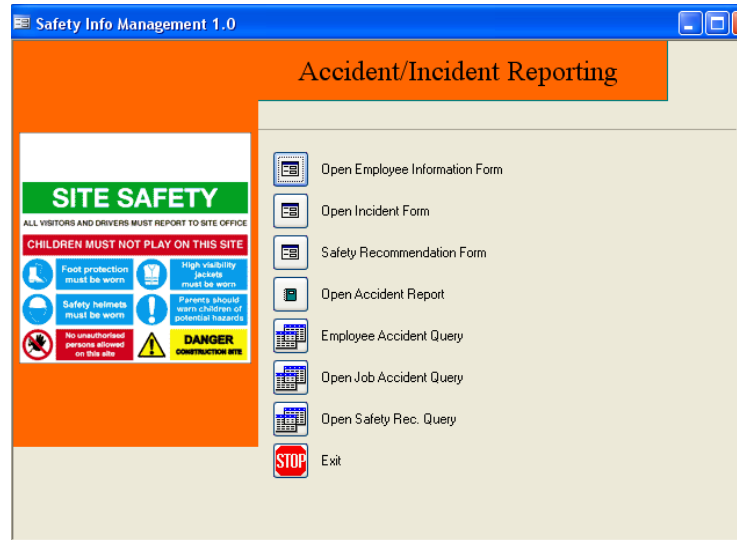 Safety Info Management 1.0
Accident/Incident Reporting
SITE SAFETY
ALL VISITORS AND DRIVERS MUST REPORT TO SITE OFFICE
CHILDREN MUST NOT PLAY ON THIS SITE
Foot protection
must be worn
High visibility
jackets
must be worn
Safety helmets
must be worn
Parents should
warn children of
potential hazards
No unauthorised
persons allowed
on this site
DANGER
CONSTRUCTION SITE
Open Employee Information Form
Open Incident Form
Safety Recommendation Form
Open Accident Report
Employee Accident Query
Open Job Accident Query
Open Safety Rec. Query
STOP
Exit